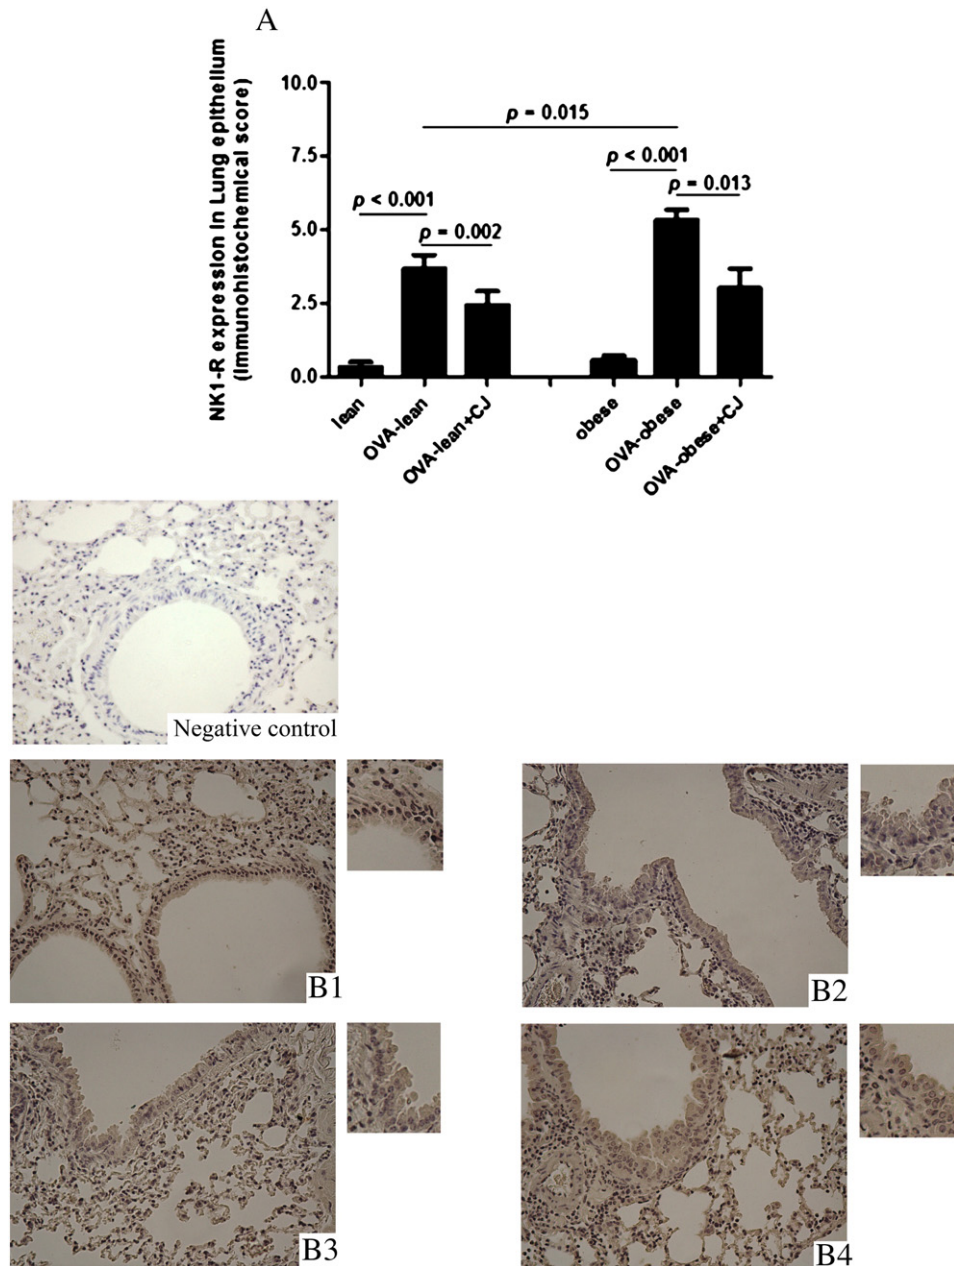 A
NK1-R expression in Lung epithellum
(Immunohistochemical score)
10.0
7.5
5.0
2.5
0.0
p = 0.015
p < 0.001
p = 0.013
p < 0.001
p = 0.002
lean
OVA-lean
OVA-lean+CJ
obese
OVA-obese
OVA-obese+CJ
Negative control
B1
B2
B3
B4